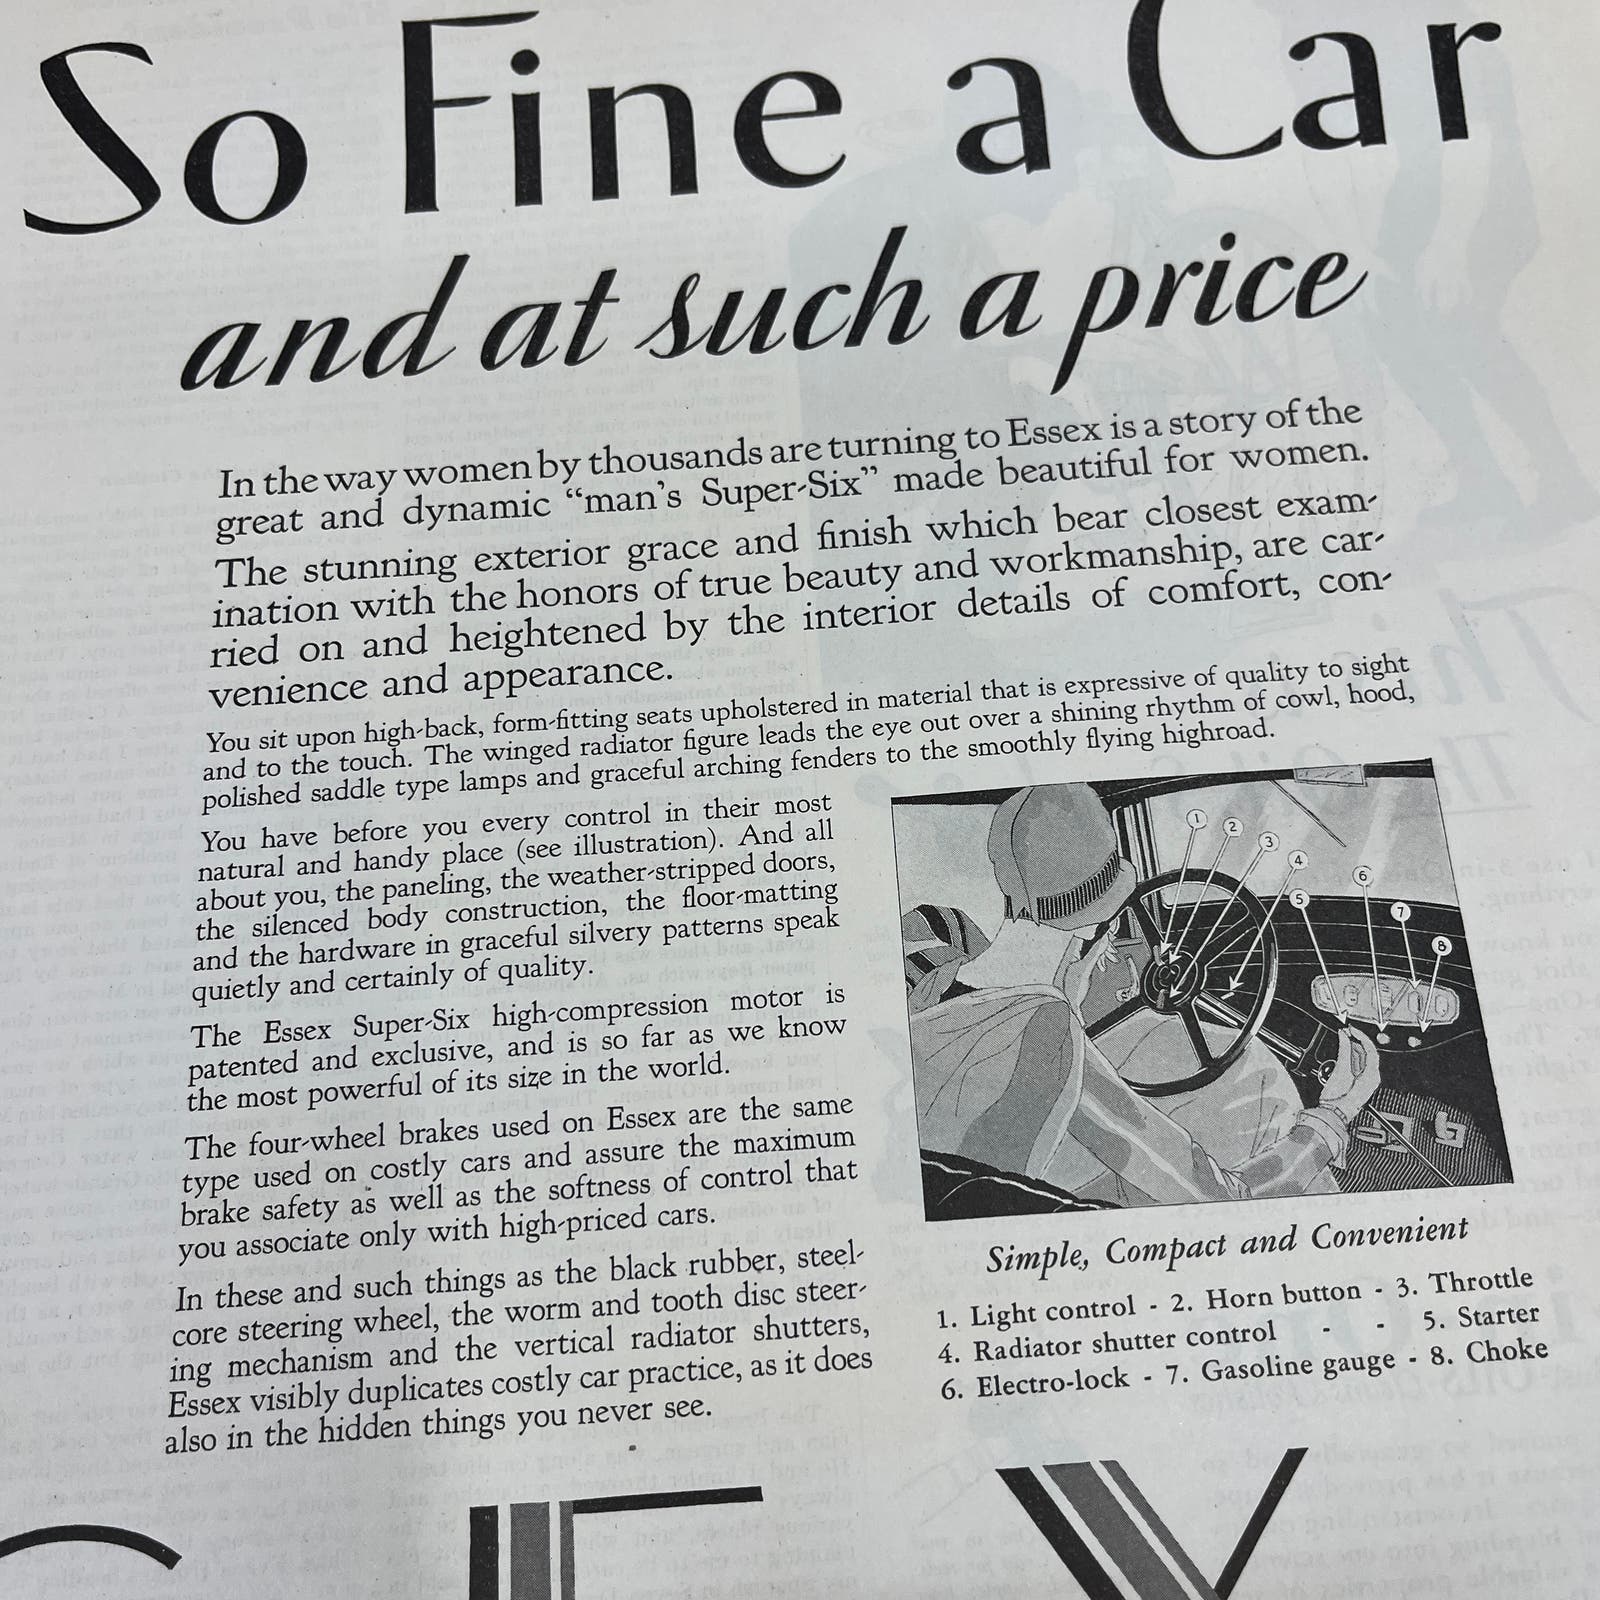 So Fine a Car
and at such a price
In the way women by thousands are turning to Essex is a story of the
great and dynamic “man's Super-Six” made beautiful for women.
The stunning exterior grace and finish which bear closest exam-
ination with the honors of true beauty and workmanship, are car-
ried on and heightened by the interior details of comfort, con-
venience and appearance.
You sit upon high-back, form-fitting seats upholstered in material that is expressive of quality to sight
and to the touch. The winged radiator figure leads the eye out over a shining rhythm of cowl, hood,
polished saddle type lamps and graceful arching fenders to the smoothly flying highroad.
You have before you every control in their most
natural and handy place (see illustration). And all
about you, the paneling, the weather-stripped doors,
the silenced body construction, the floor-matting
and the hardware in graceful silvery patterns speak
quietly and certainly of quality.
The Essex Super-Six high-compression motor is
patented and exclusive, and is so far as we know
the most powerful of its size in the world.
The four-wheel brakes used on Essex are the same
type used on costly cars and assure the maximum
brake safety as well as the softness of control that
you associate only with high-priced cars.
In these and such things as the black rubber, steel-
core steering wheel, the worm and tooth disc steer-
ing mechanism and the vertical radiator shutters,
Essex visibly duplicates costly car practice, as it does
also in the hidden things you never see.
1
2
3
4
5
6
7
8
Simple, Compact and Convenient
1. Light control - 2. Horn button - 3. Throttle
4. Radiator shutter control - - 5. Starter
6. Electro-lock - 7. Gasoline gauge - 8. Choke